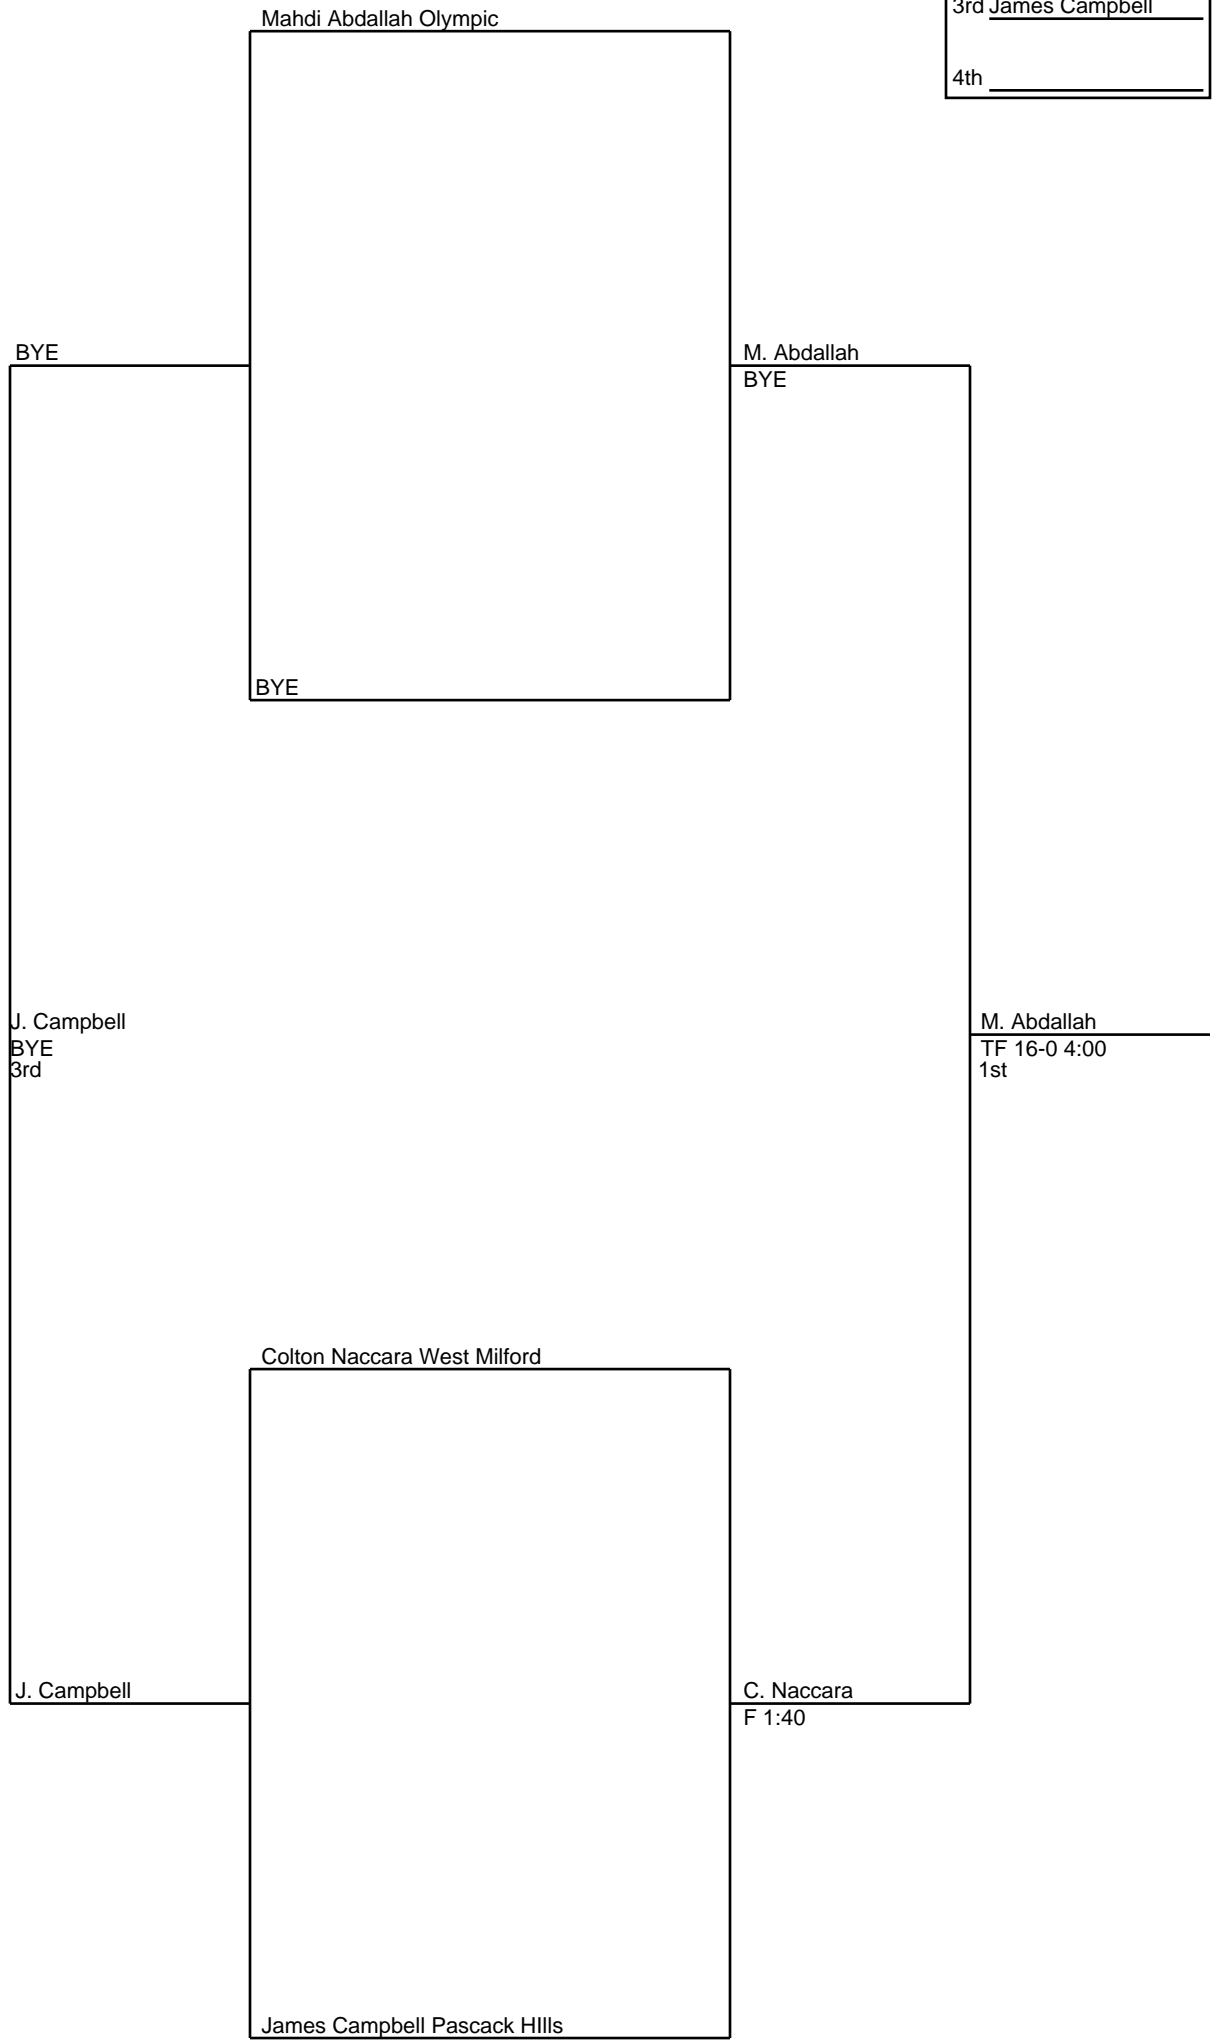 3rd James Campbell
Mahdi Abdallah Olympic
4th
BYE
M. Abdallah
BYE
BYE
J. Campbell
BYE
3rd
M. Abdallah
TF 16-0 4:00
1st
Colton Naccara West Milford
J. Campbell
C. Naccara
F 1:40
James Campbell Pascack HIlls